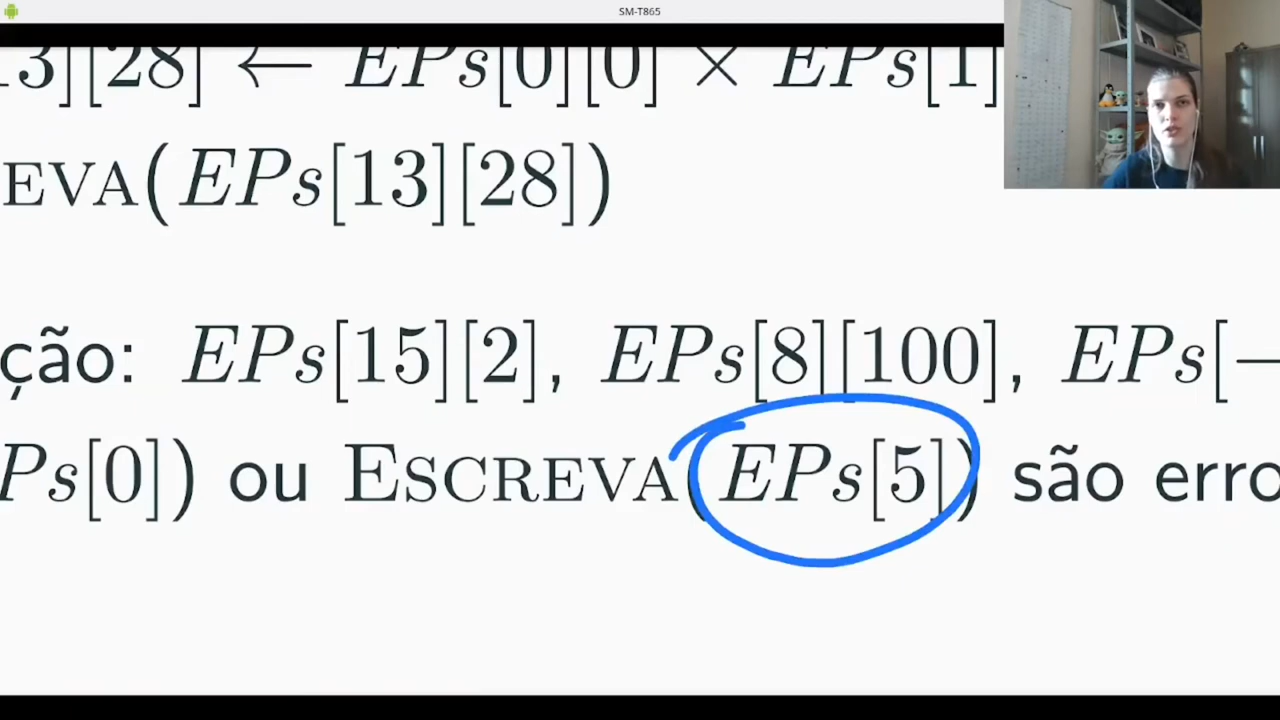 SM-T865
13][28] ← EPs[0][0] × EPs[1]
EVA(EPs[13][28])
ção: EPs[15][2], EPs[8][100], EPs[−
Ps[0]) ou ESCREVA(EPs[5]) são erro